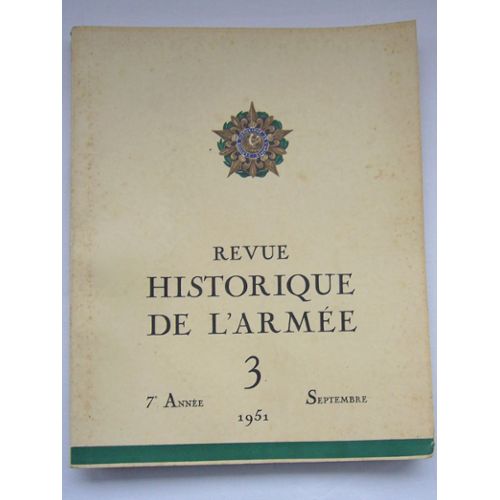 REVUE
HISTORIQUE
DE L'ARMÉE
3
7e ANNÉE SEPTEMBRE
1951